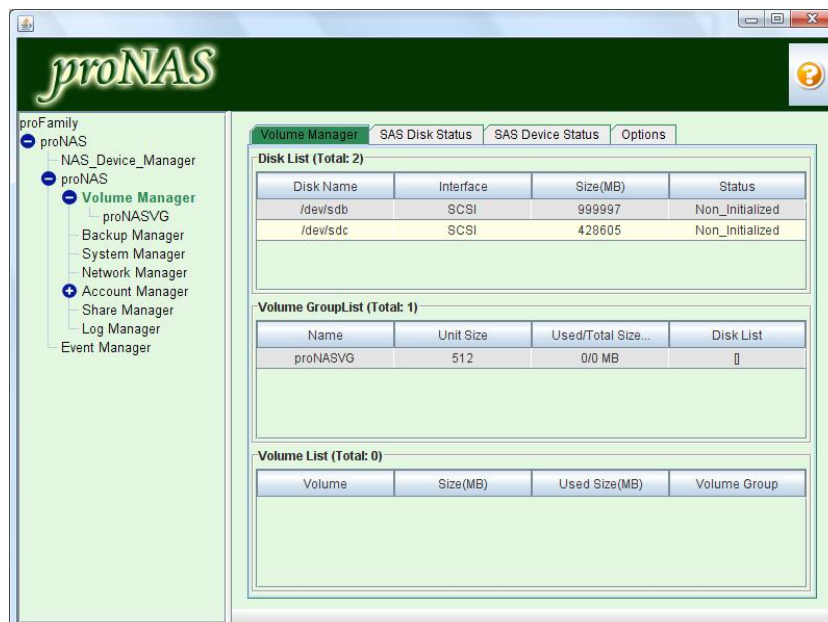 proNAS
proFamily
proNAS
NAS_Device_Manager
proNAS
Volume Manager
proNASVG
Backup Manager
System Manager
Network Manager
Account Manager
Share Manager
Log Manager
Event Manager
Volume Manager SAS Disk Status SAS Device Status Options
Disk List (Total: 2)
Disk Name Interface Size(MB) Status
/dev/sdb SCSI 999997 Non_Initialized
/dev/sdc SCSI 428605 Non_Initialized
Volume GroupList (Total: 1)
Name Unit Size Used/Total Size... Disk List
proNASVG 512 0/0 MB []
Volume List (Total: 0)
Volume Size(MB) Used Size(MB) Volume Group